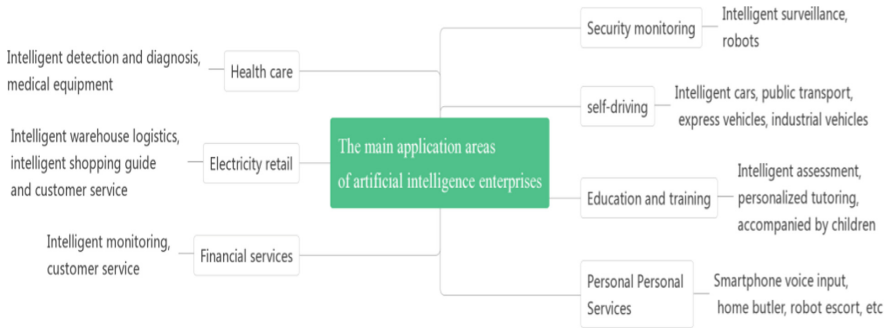 The main application areas
of artificial intelligence enterprises
Health care
Intelligent detection and diagnosis,
medical equipment
Electricity retail
Intelligent warehouse logistics,
intelligent shopping guide
and customer service
Financial services
Intelligent monitoring,
customer service
Security monitoring
Intelligent surveillance,
robots
self-driving
Intelligent cars, public transport,
express vehicles, industrial vehicles
Education and training
Intelligent assessment,
personalized tutoring,
accompanied by children
Personal Personal
Services
Smartphone voice input,
home butler, robot escort, etc